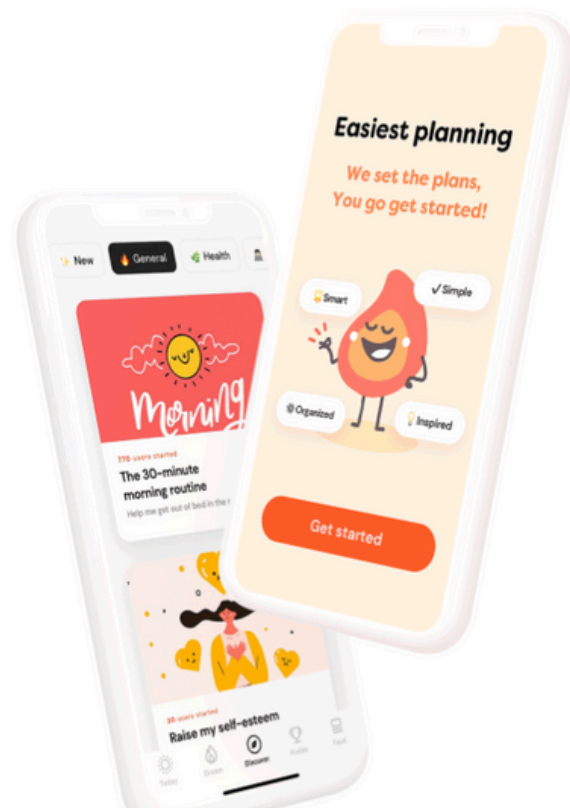 New
General
Health
Morning
770 users started
The 30-minute
morning routine
Help me get out of bed in the
20 users started
Raise my self-esteem
Today
Discover
Easiest planning
We set the plans,
You go get started!
Smart
✓ Simple
Organized
Inspired
Get started